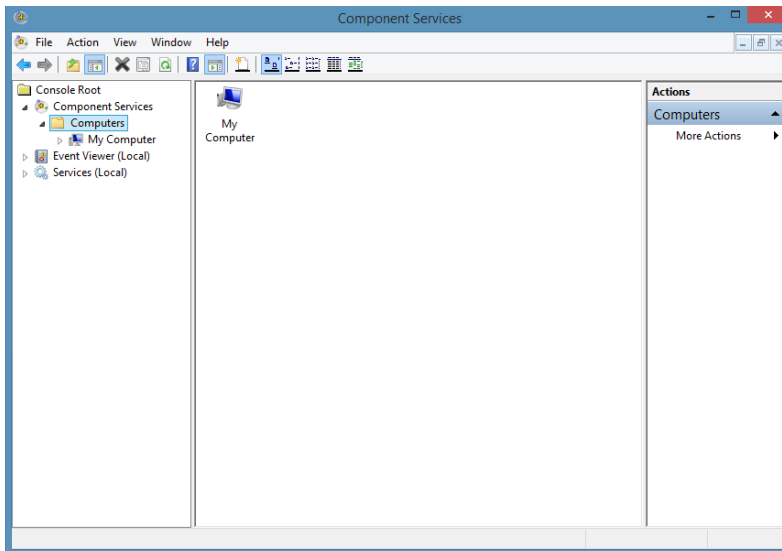 Component Services
File Action View Window Help
Console Root
Component Services
Computers
My Computer
Event Viewer (Local)
Services (Local)
My
Computer
Actions
Computers
More Actions